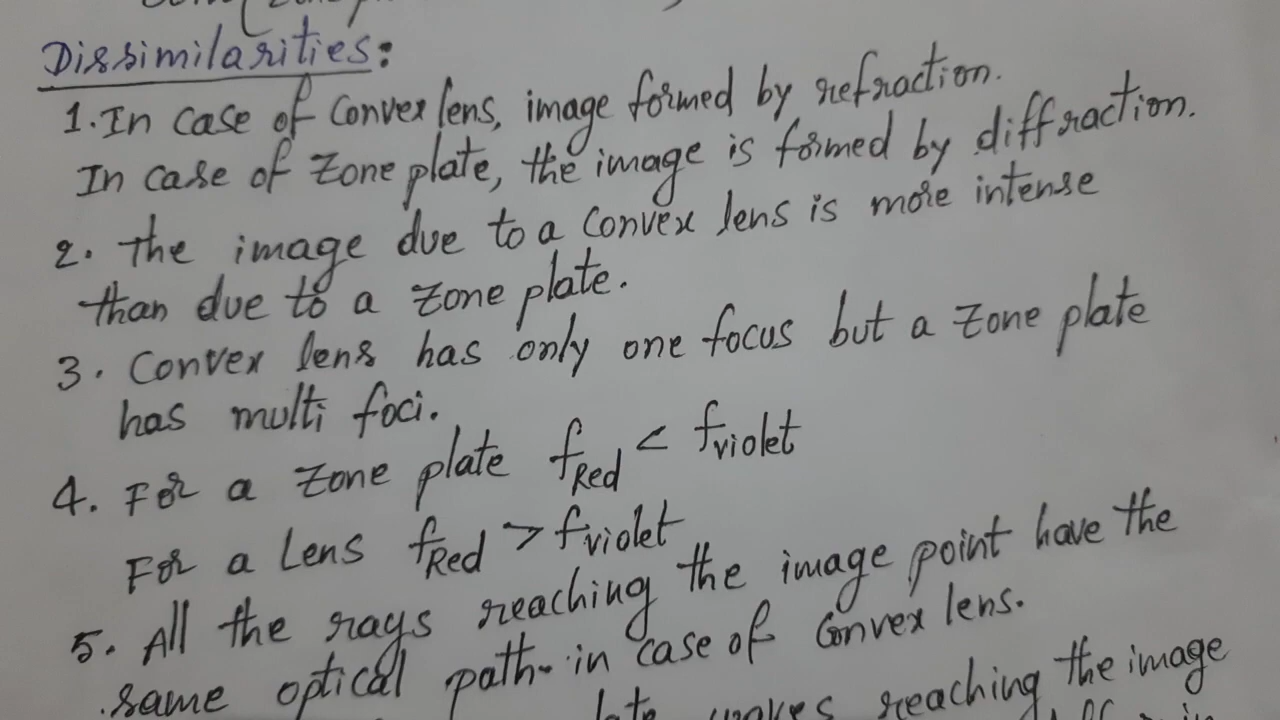 Dissimilarities:
1. In case of Convex lens, image formed by refraction.
In case of Zone plate, the image is formed by diffraction.
2. The image due to a Convex lens is more intense
than due to a zone plate.
3. Convex lens has only one focus but a zone plate
has multi foci.
4. For a zone plate fRed < fviolet
For a Lens fRed > fviolet
5. All the rays reaching the image point have the
same optical path in case of Convex lens.
waves reaching the image